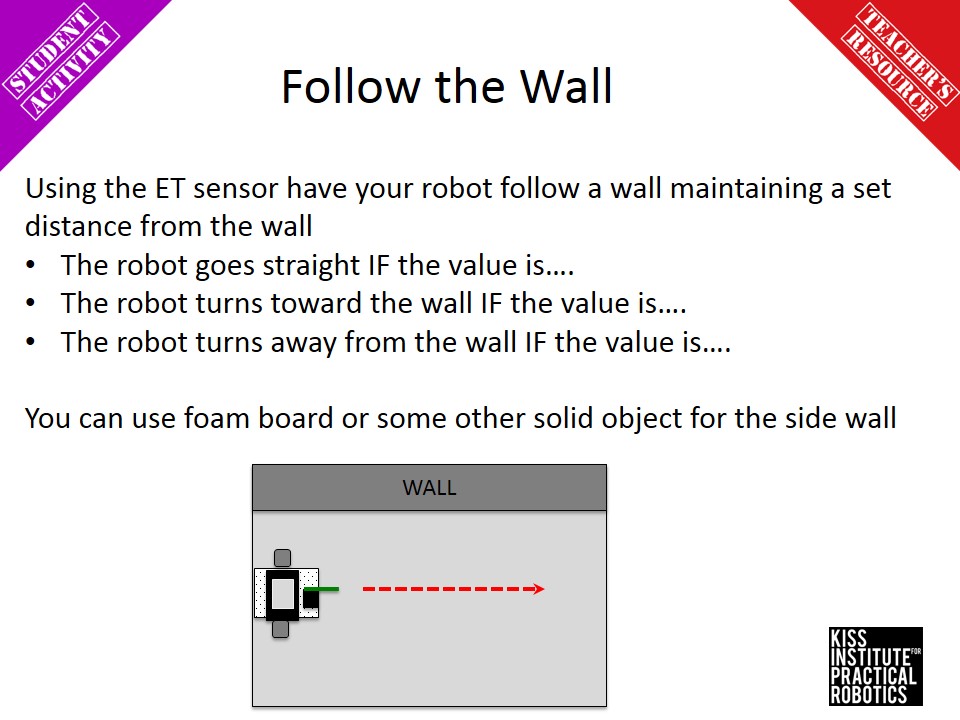 STUDENT
ACTIVITY
TEACHER'S
RESOURCE
Follow the Wall
Using the ET sensor have your robot follow a wall maintaining a set
distance from the wall
• The robot goes straight IF the value is….
• The robot turns toward the wall IF the value is….
• The robot turns away from the wall IF the value is….
You can use foam board or some other solid object for the side wall
WALL
KISS
INSTITUTE FOR
PRACTICAL
ROBOTICS